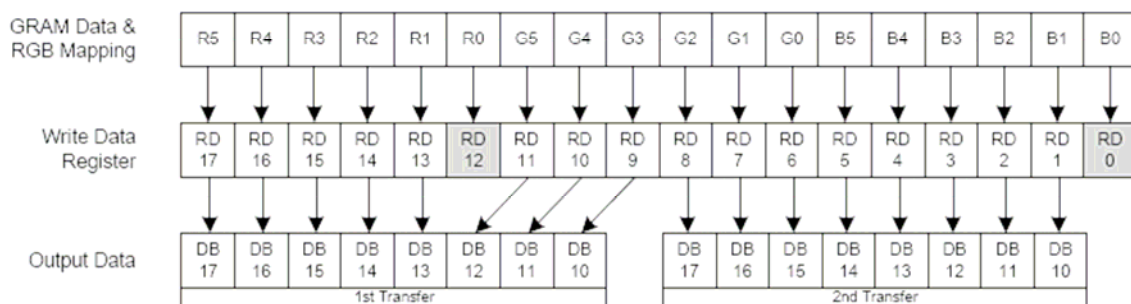 GRAM Data &
RGB Mapping
R5 R4 R3 R2 R1 R0 G5 G4 G3 G2 G1 G0 B5 B4 B3 B2 B1 B0
Write Data
Register
RD RD RD RD RD RD RD RD RD RD RD RD RD RD RD RD RD RD
17 16 15 14 13 12 11 10 9 8 7 6 5 4 3 2 1 0
Output Data
DB DB DB DB DB DB DB DB DB DB DB DB DB DB DB DB
17 16 15 14 13 12 11 10 17 16 15 14 13 12 11 10
1st Transfer 2nd Transfer